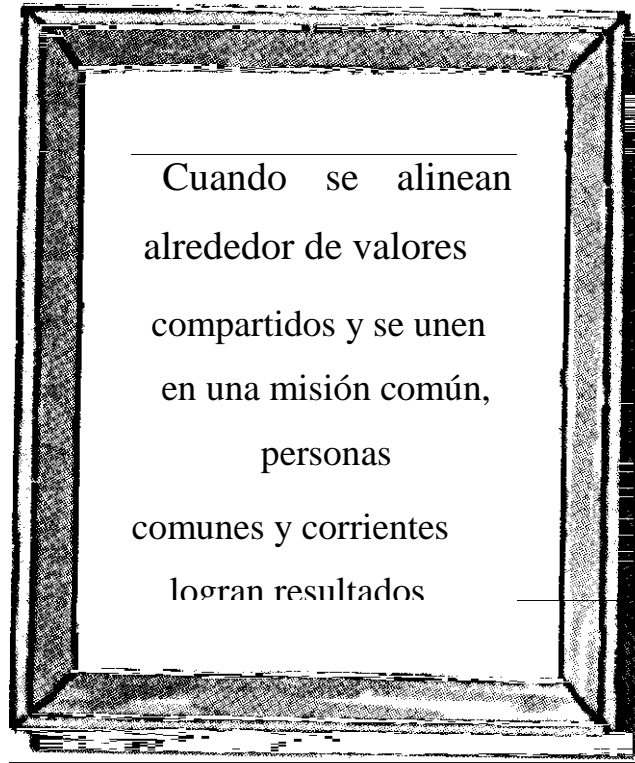 Cuando se alinean
alrededor de valores
compartidos y se unen
en una misión común,
personas
comunes y corrientes
logran resultados